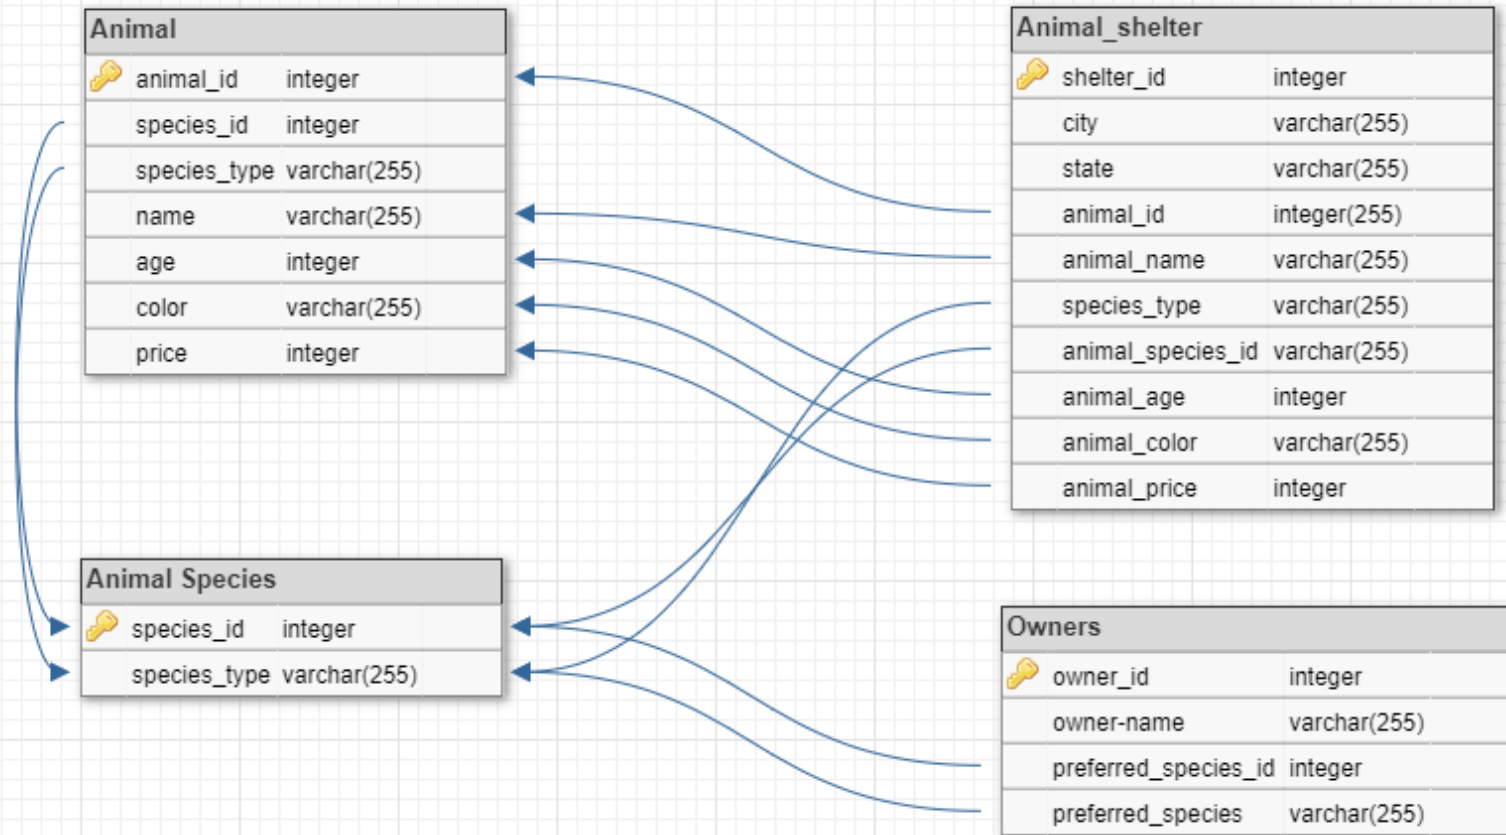 Animal
animal_id integer
species_id integer
species_type varchar(255)
name varchar(255)
age integer
color varchar(255)
price integer
Animal_shelter
shelter_id integer
city varchar(255)
state varchar(255)
animal_id integer(255)
animal_name varchar(255)
species_type varchar(255)
animal_species_id varchar(255)
animal_age integer
animal_color varchar(255)
animal_price integer
Animal Species
species_id integer
species_type varchar(255)
Owners
owner_id integer
owner-name varchar(255)
preferred_species_id integer
preferred_species varchar(255)